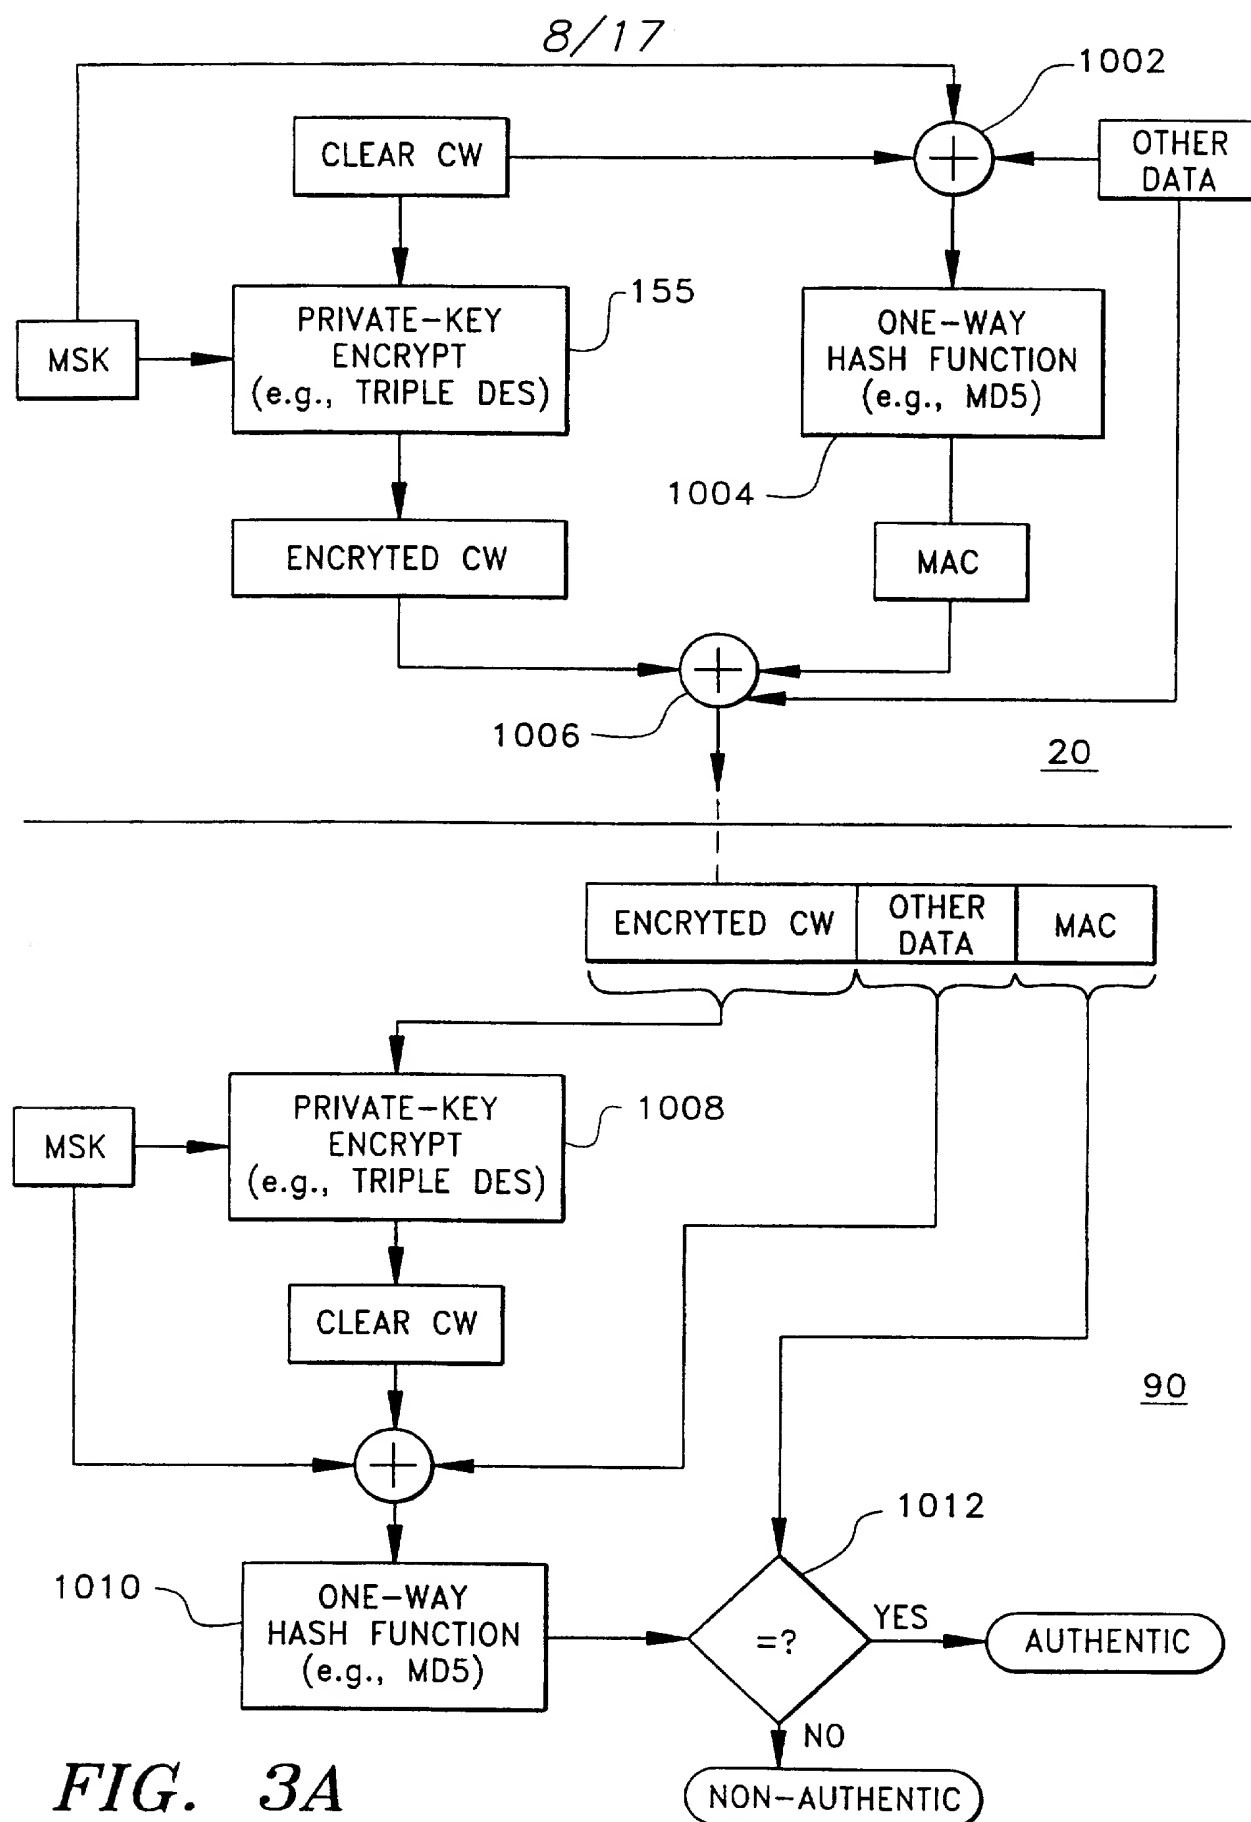 8/17
1002
CLEAR CW
OTHER
DATA
155
PRIVATE-KEY
ENCRYPT
(e.g., TRIPLE DES)
MSK
ONE-WAY
HASH FUNCTION
(e.g., MD5)
1004
ENCRYTED CW
MAC
1006
20
ENCRYTED CW
OTHER
DATA
MAC
PRIVATE-KEY
ENCRYPT
(e.g., TRIPLE DES)
1008
MSK
CLEAR CW
90
1012
1010
ONE-WAY
HASH FUNCTION
(e.g., MD5)
=?
YES
AUTHENTIC
NO
NON-AUTHENTIC
FIG. 3A